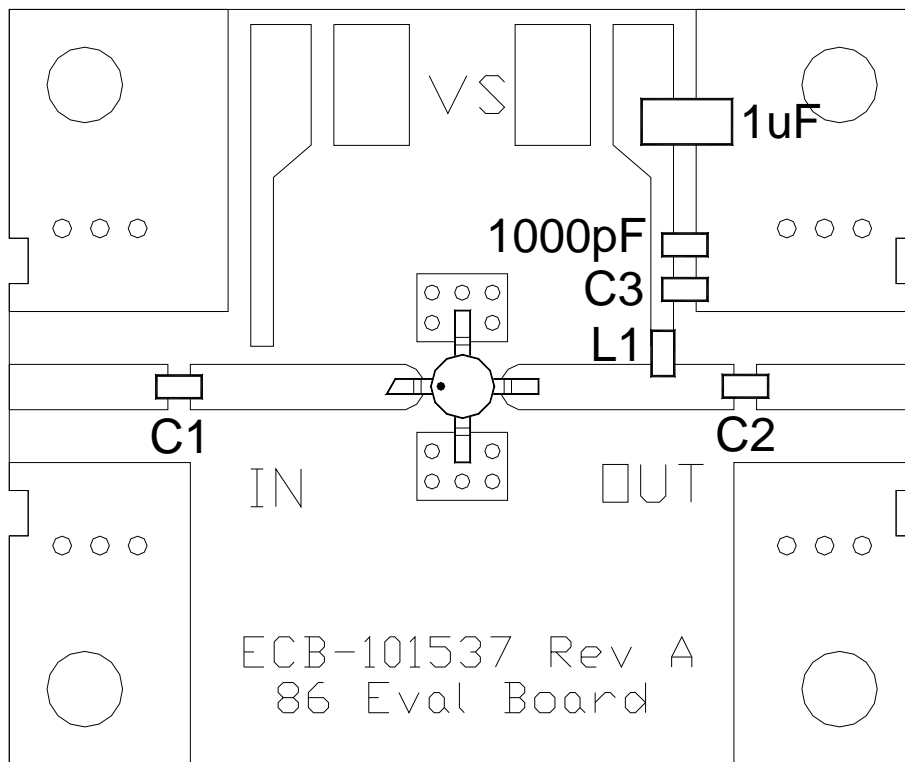 VS
1uF
1000pF
C3
L1
C1
C2
IN
OUT
ECB-101537 Rev A
86 Eval Board